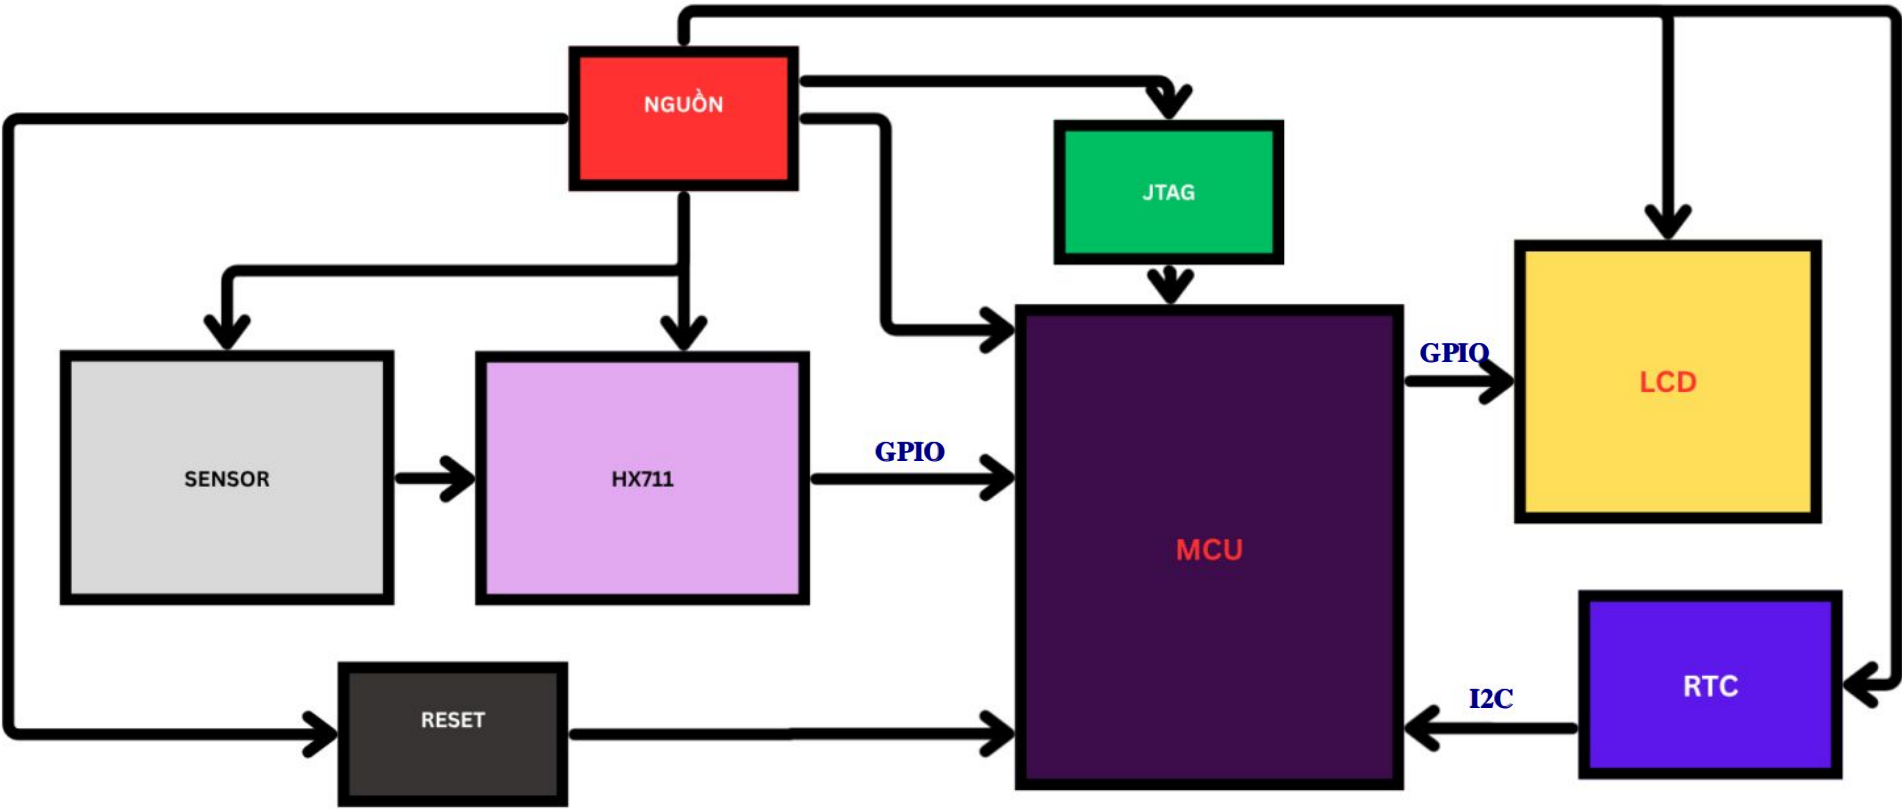 NGUỒN
JTAG
GPIO
LCD
GPIO
SENSOR
HX711
MCU
RTC
I2C
RESET